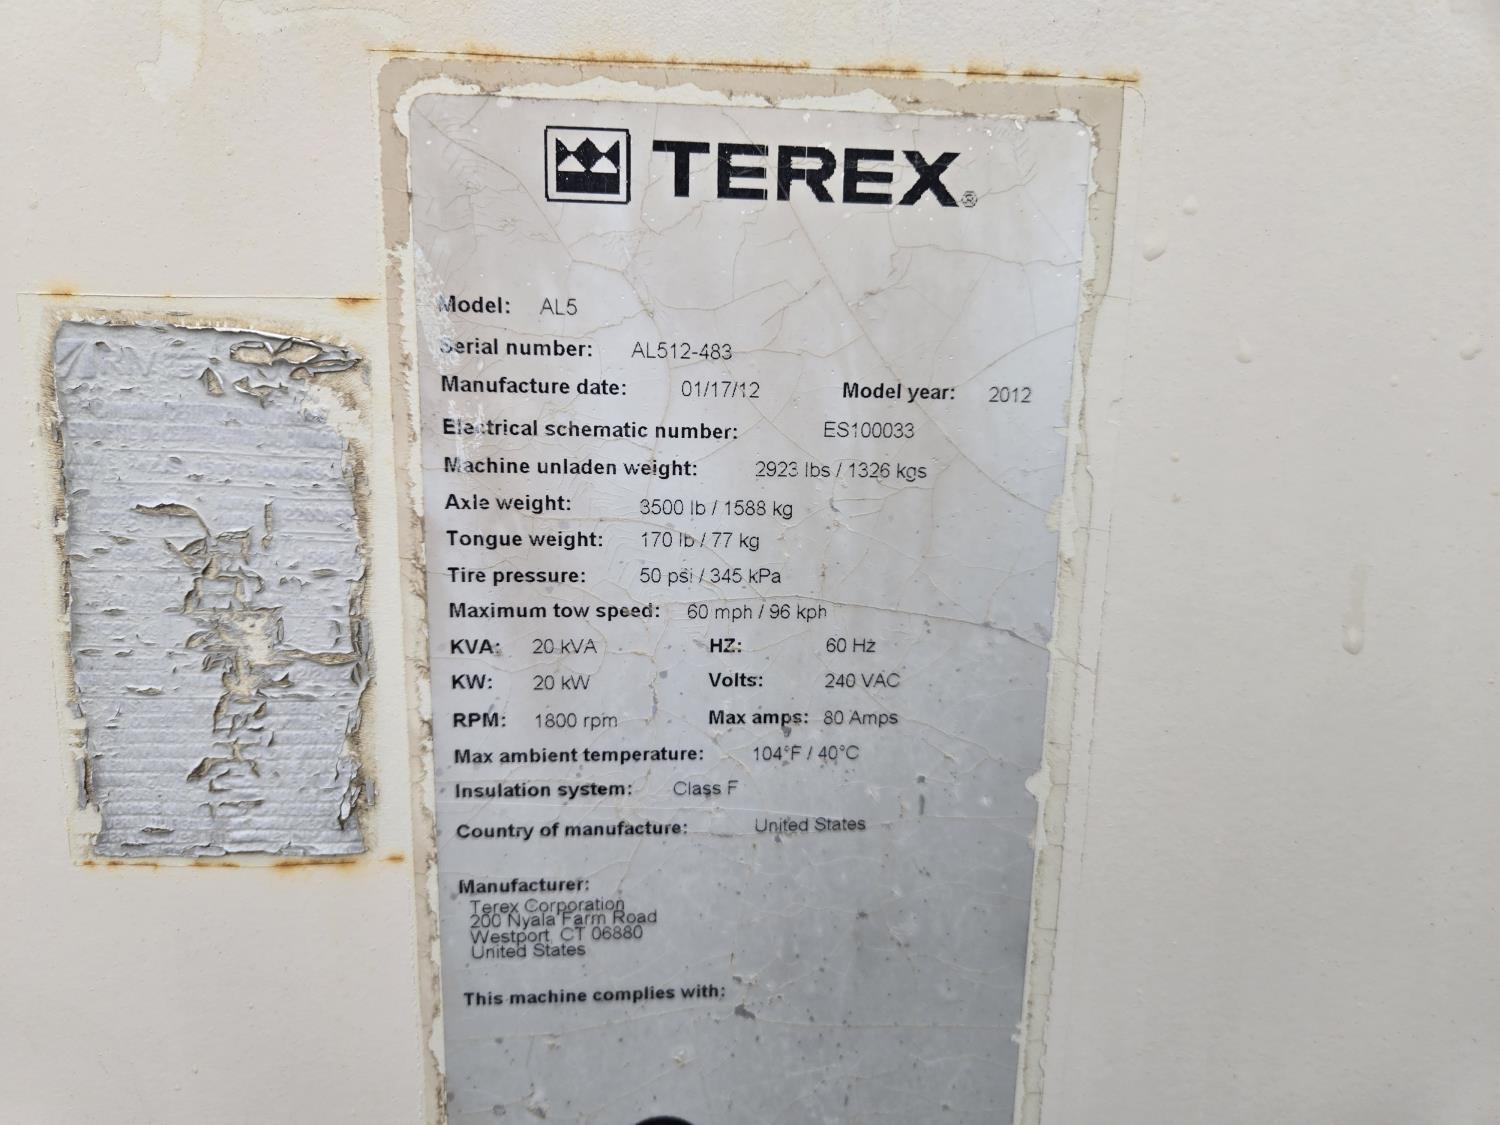 TEREX®
Model: AL5
Serial number: AL512-483
Manufacture date: 01/17/12 Model year: 2012
Electrical schematic number: ES100033
Machine unladen weight: 2923 lbs / 1326 kgs
Axle weight: 3500 lb / 1588 kg
Tongue weight: 170 lb / 77 kg
Tire pressure: 50 psi / 345 kPa
Maximum tow speed: 60 mph / 96 kph
KVA: 20 kVA HZ: 60 Hz
KW: 20 kW Volts: 240 VAC
RPM: 1800 rpm Max amps: 80 Amps
Max ambient temperature: 104°F / 40°C
Insulation system: Class F
Country of manufacture: United States
Manufacturer:
Terex Corporation
200 Nyala Farm Road
Westport, CT 06880
United States
This machine complies with: